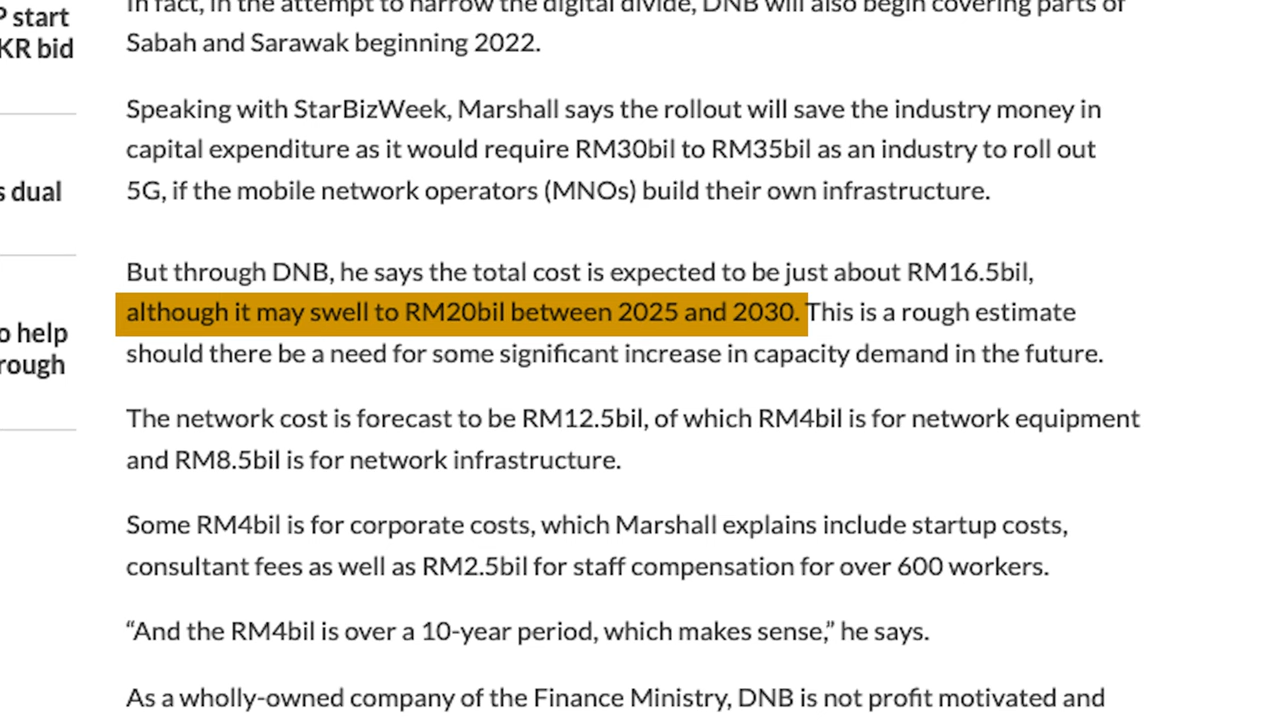 P start
KR bid
s dual
o help
rough
In fact, in the attempt to narrow the digital divide, DNB will also begin covering parts of
Sabah and Sarawak beginning 2022.
Speaking with StarBizWeek, Marshall says the rollout will save the industry money in
capital expenditure as it would require RM30bil to RM35bil as an industry to roll out
5G, if the mobile network operators (MNOs) build their own infrastructure.
But through DNB, he says the total cost is expected to be just about RM16.5bil,
although it may swell to RM20bil between 2025 and 2030. This is a rough estimate
should there be a need for some significant increase in capacity demand in the future.
The network cost is forecast to be RM12.5bil, of which RM4bil is for network equipment
and RM8.5bil is for network infrastructure.
Some RM4bil is for corporate costs, which Marshall explains include startup costs,
consultant fees as well as RM2.5bil for staff compensation for over 600 workers.
“And the RM4bil is over a 10-year period, which makes sense,” he says.
As a wholly-owned company of the Finance Ministry, DNB is not profit motivated and